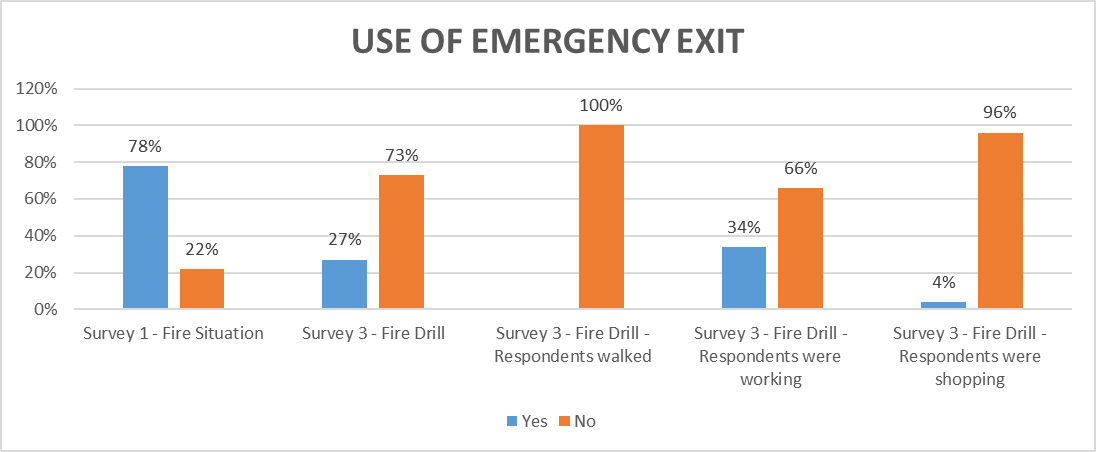 USE OF EMERGENCY EXIT
120%
100%
80%
60%
40%
20%
0%
78%
22%
27%
73%
100%
34%
66%
4%
96%
Survey 1 - Fire Situation
Survey 3 - Fire Drill
Survey 3 - Fire Drill -
Respondents walked
Survey 3 - Fire Drill -
Respondents were
working
Survey 3 - Fire Drill -
Respondents were
shopping
Yes
No